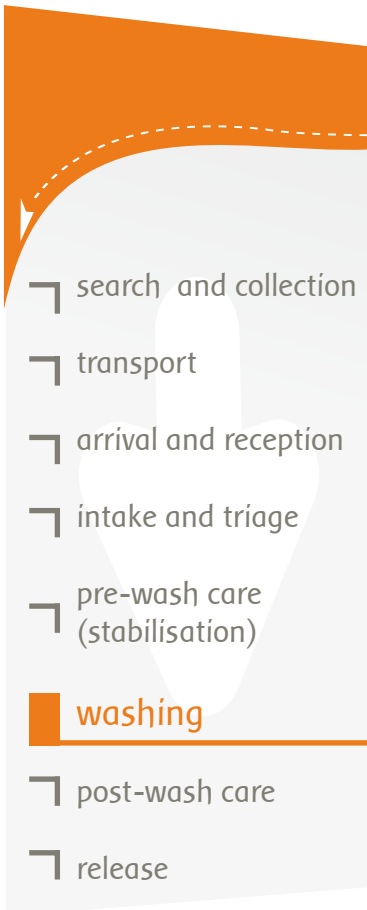 search and collection
transport
arrival and reception
intake and triage
pre-wash care
(stabilisation)
washing
post-wash care
release